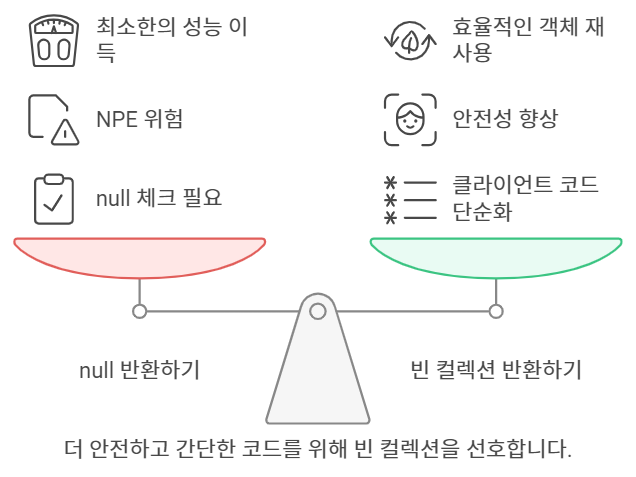 최소한의 성능 이
득
NPE 위험
null 체크 필요
효율적인 객체 재
사용
안전성 향상
클라이언트 코드
단순화
null 반환하기
빈 컬렉션 반환하기
더 안전하고 간단한 코드를 위해 빈 컬렉션을 선호합니다.